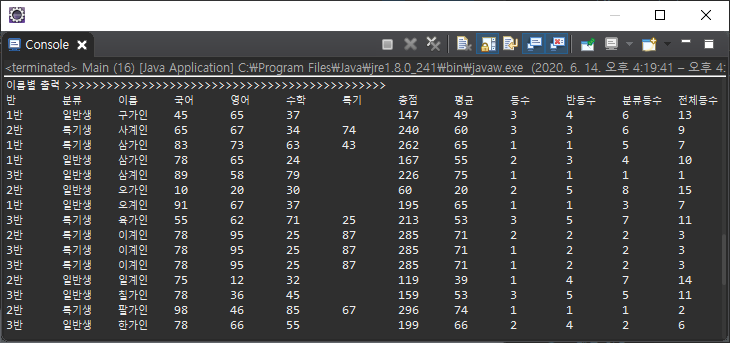 Console
<terminated> Main (16) [Java Application] C:₩Program Files₩Java₩jre1.8.0_241₩bin₩javaw.exe (2020. 6. 14. 오후 4:19:41 – 오후 4:
이름별 출력 >>>>>>>>>>>>>>>>>>>>>>>>>>>>>>>>>>>>>>>>>>>>>>
반 분류 이름 국어 영어 수학 특기 총점 평균 등수 반등수 분류등수 전체등수
1반 일반생 구가인 45 65 37 147 49 3 4 6 13
2반 특기생 사계인 65 67 34 74 240 60 3 3 6 9
1반 특기생 삼가인 83 73 63 43 262 65 1 1 5 7
1반 일반생 삼가인 78 65 24 167 55 2 3 4 10
3반 일반생 삼계인 89 58 79 226 75 1 1 1 1
2반 일반생 오가인 10 20 30 60 20 2 5 8 15
2반 일반생 오계인 91 67 37 195 65 1 1 3 7
3반 특기생 육가인 55 62 71 25 213 53 3 5 7 11
2반 특기생 이계인 78 95 25 87 285 71 2 2 2 3
3반 특기생 이계인 78 95 25 87 285 71 1 2 2 3
1반 특기생 이계인 78 95 25 87 285 71 1 2 2 3
2반 일반생 일계인 75 12 32 119 39 1 4 7 14
1반 일반생 칠가인 78 36 45 159 53 3 5 5 11
2반 특기생 팔가인 98 46 85 67 296 74 1 1 1 2
3반 일반생 한가인 78 66 55 199 66 2 4 2 6